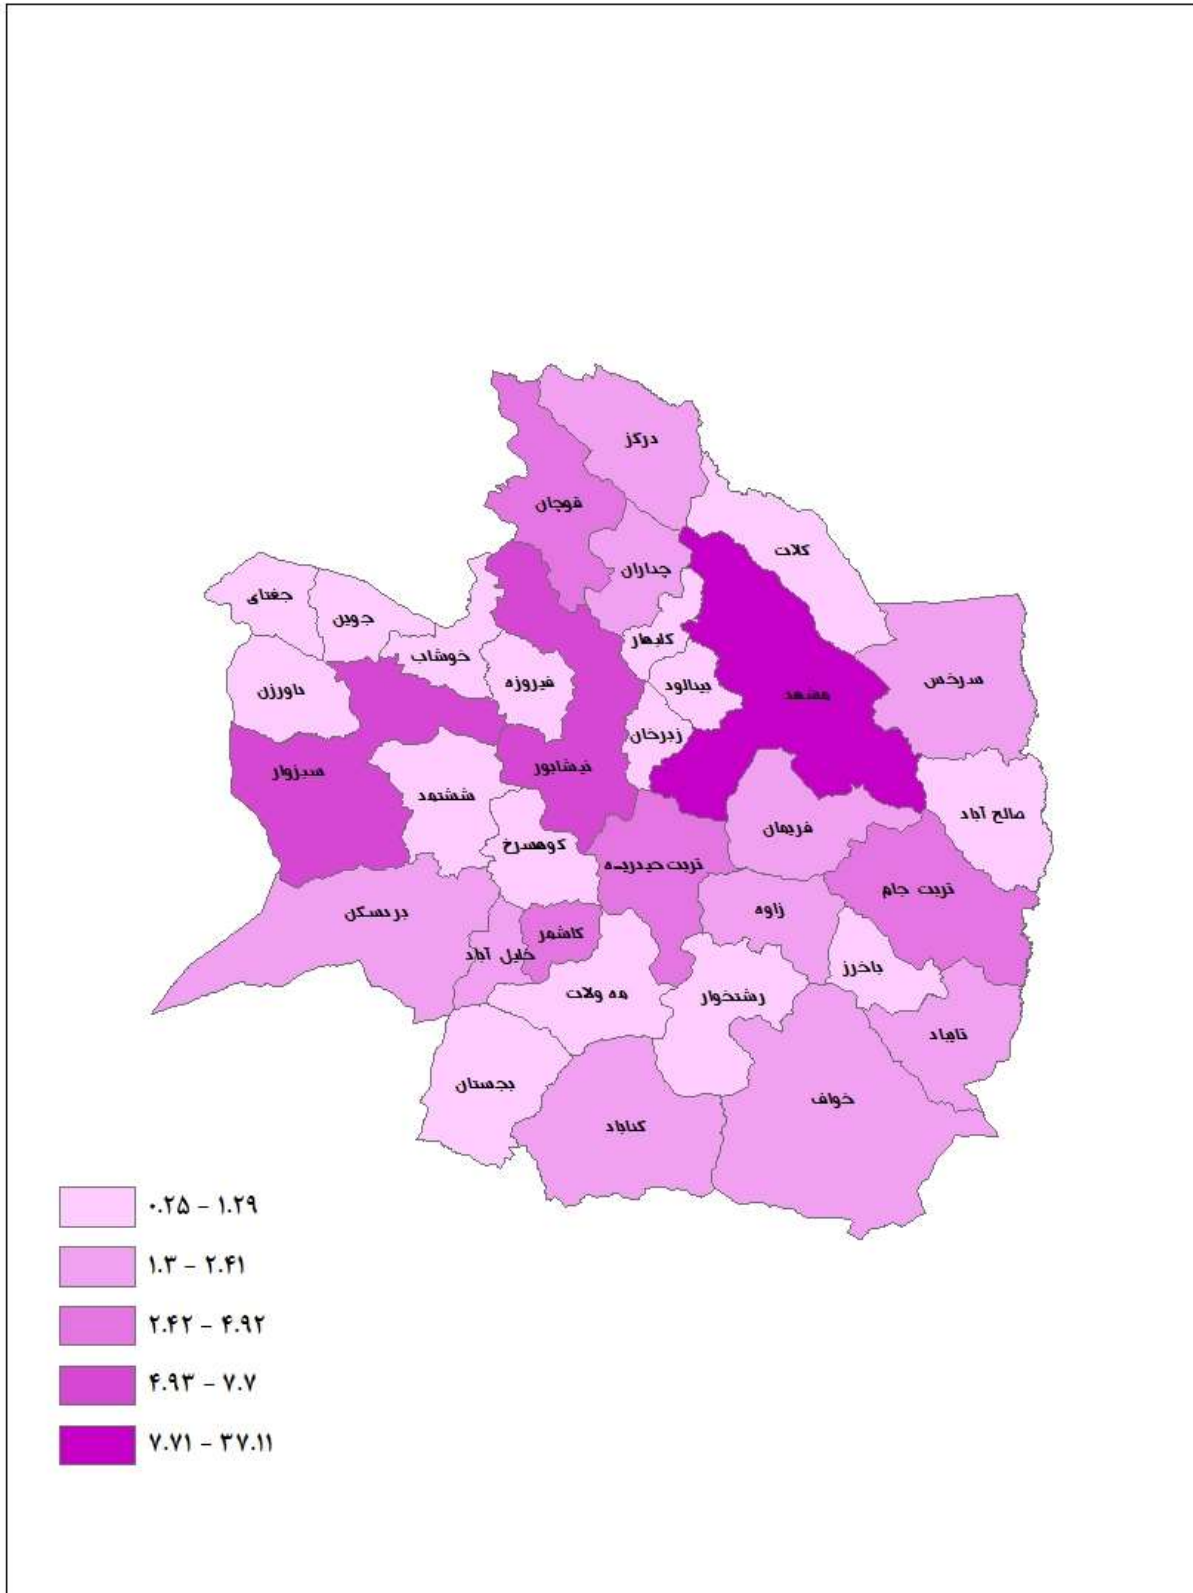 درگز
قوچان
کلات
چناران
جغتای
جوین
گلبهار
خوشاب
فیروزه
بینالود
سرخس
داورزن
مشهد
زبرخان
نیشابور
سبزوار
ششتمد
صالح آباد
فریمان
کوهسرخ
تربت حیدریه
تربت جام
زاوه
بردسکن
کاشمر
خلیل آباد
باخرز
مه ولات
رشتخوار
تایباد
بجستان
خواف
گناباد
۰.۲۵ – ۱.۲۹
۱.۳ – ۲.۴۱
۲.۴۲ – ۴.۹۲
۴.۹۳ – ۷.۷
۷.۷۱ – ۳۷.۱۱